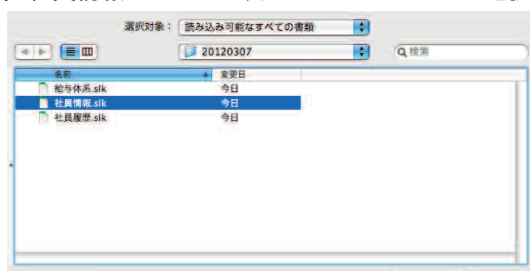 選択対象： 読み込み可能なすべての書類
20120307 検索
名前 変更日
給与体系.slk 今日
社員情報.slk 今日
社員履歴.slk 今日